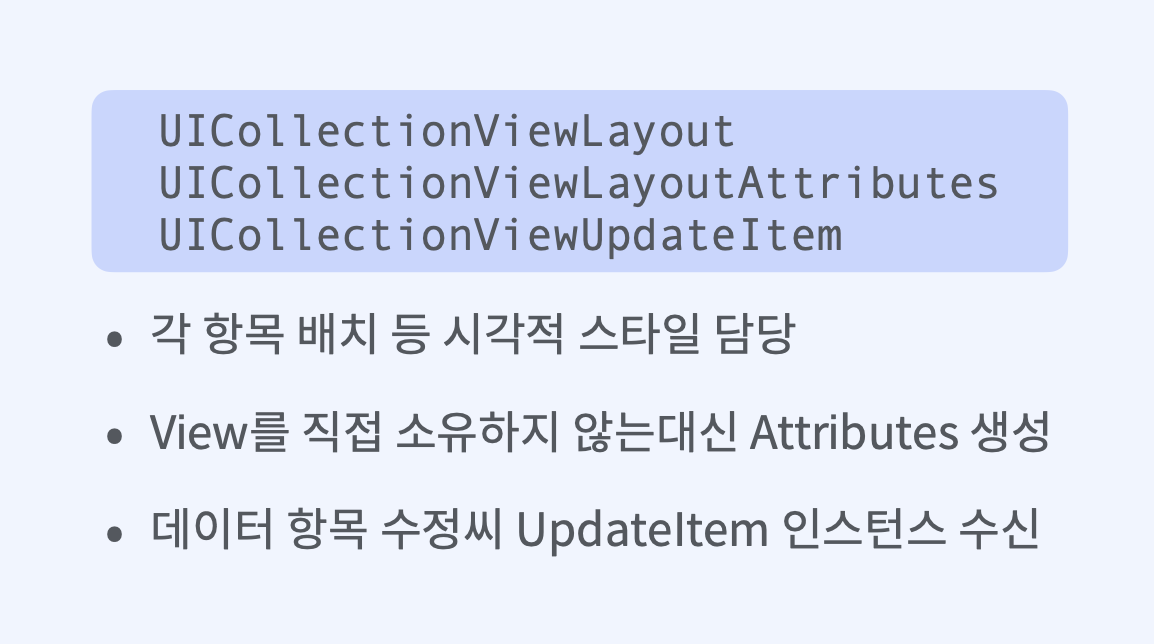 UICollectionViewLayout
UICollectionViewLayoutAttributes
UICollectionViewUpdateItem
• 각 항목 배치 등 시각적 스타일 담당
• View를 직접 소유하지 않는대신 Attributes 생성
• 데이터 항목 수정씨 UpdateItem 인스턴스 수신